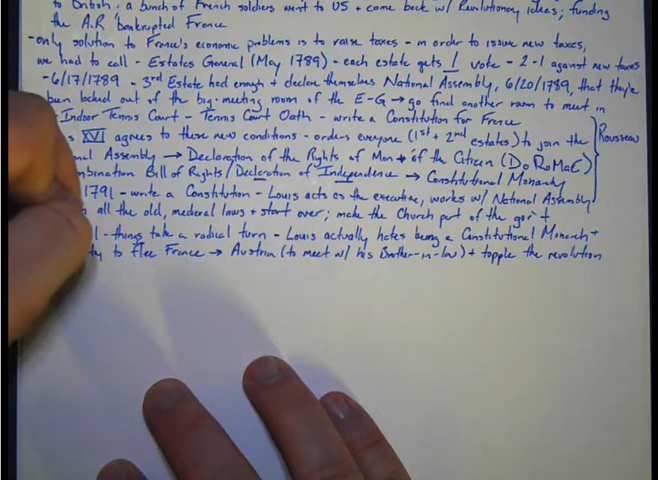 to British; a bunch of French soldiers went to US + come back w/ Revolutionary ideas; funding
the A.R. bankrupted France
-only solution to France's economic problems is to raise taxes - in order to issue new taxes,
we had to call - Estates General (May 1789) - each estate gets 1 vote - 2-1 against new taxes
-6/17/1789 - 3rd Estate had enough + declare themselves National Assembly, 6/20/1789, that they've
been locked out of the big meeting room of the E-G → go find another room to meet in
Indoor Tennis Court - Tennis Court Oath - write a Constitution for France
XVI agrees to these new conditions - orders everyone (1st + 2nd estates) to join the
Assembly → Declaration of the Rights of Man + of the Citizen (DoRoMaC)
Bill of Rights/Declaration of Independence → Constitutional Monarchy
Rousseau
1791 - write a Constitution - Louis acts as the executive, works w/ National Assembly
all the old, medieval laws + start over; make the Church part of the gov't
- things take a radical turn - Louis actually hates being a Constitutional Monarch +
to flee France → Austria (to meet w/ his Brother-in-law) + topple the revolution